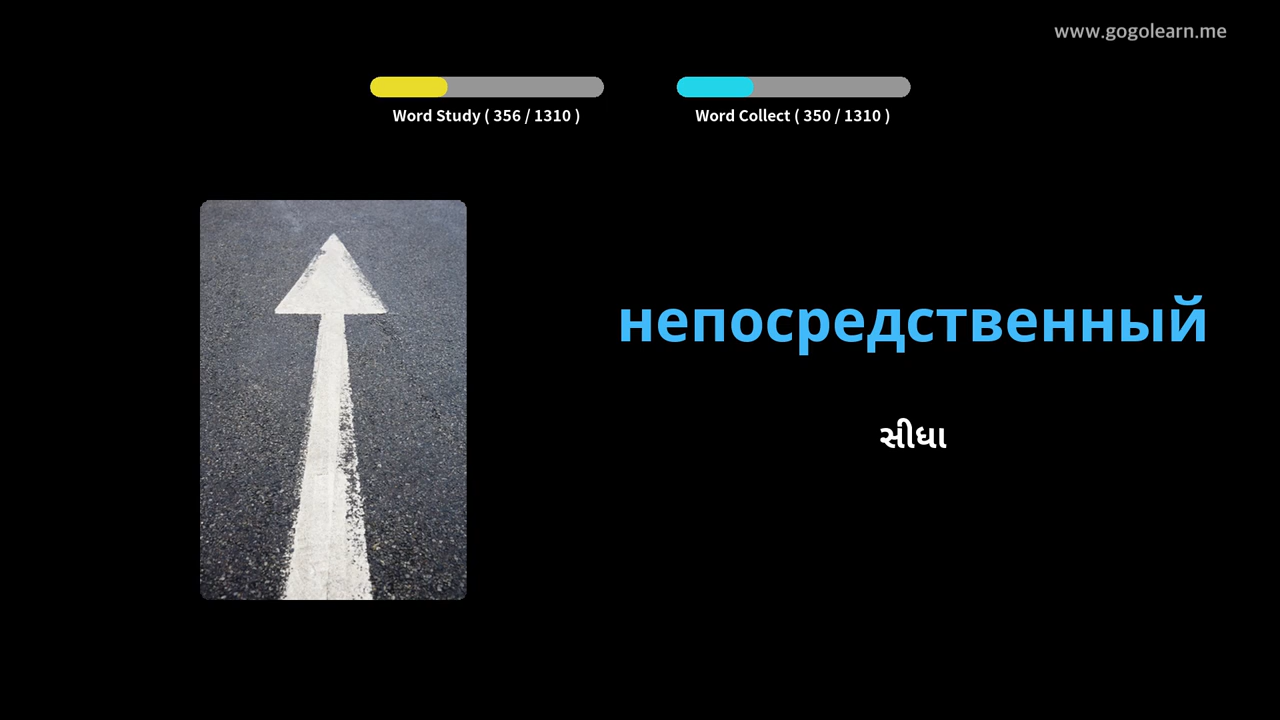 www.gogolearn.me
Word Study ( 356 / 1310 )
Word Collect ( 350 / 1310 )
непосредственный
સીધા